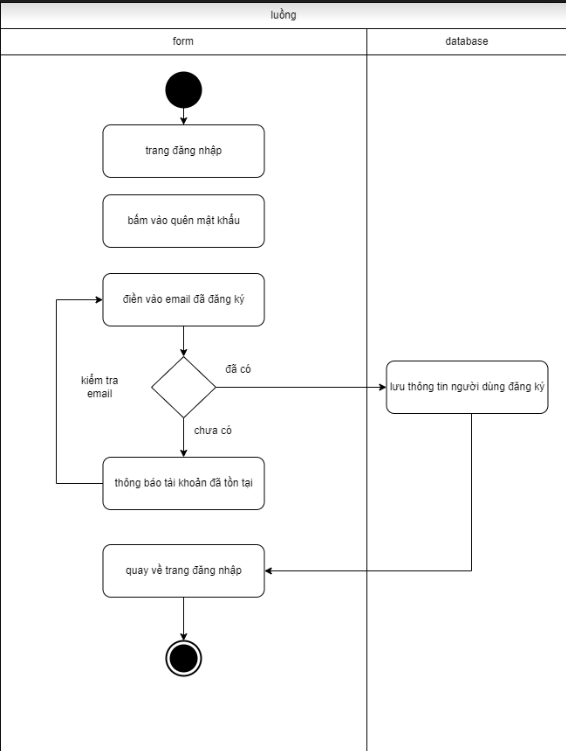 luồng
form
database
trang đăng nhập
bấm vào quên mật khẩu
điền vào email đã đăng ký
đã có
kiểm tra
email
lưu thông tin người dùng đăng ký
chưa có
thông báo tài khoản đã tồn tại
quay về trang đăng nhập